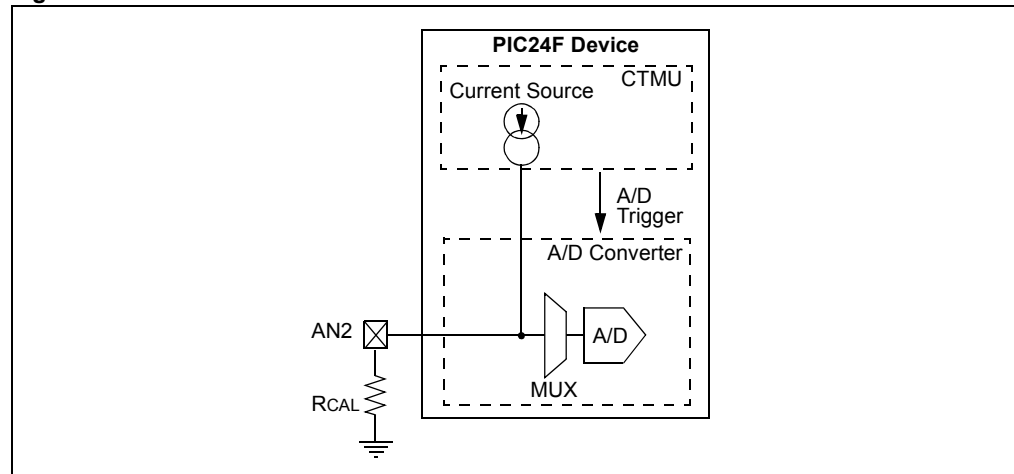 PIC24F Device
CTMU
Current Source
A/D
Trigger
A/D Converter
AN2
A/D
MUX
RCAL